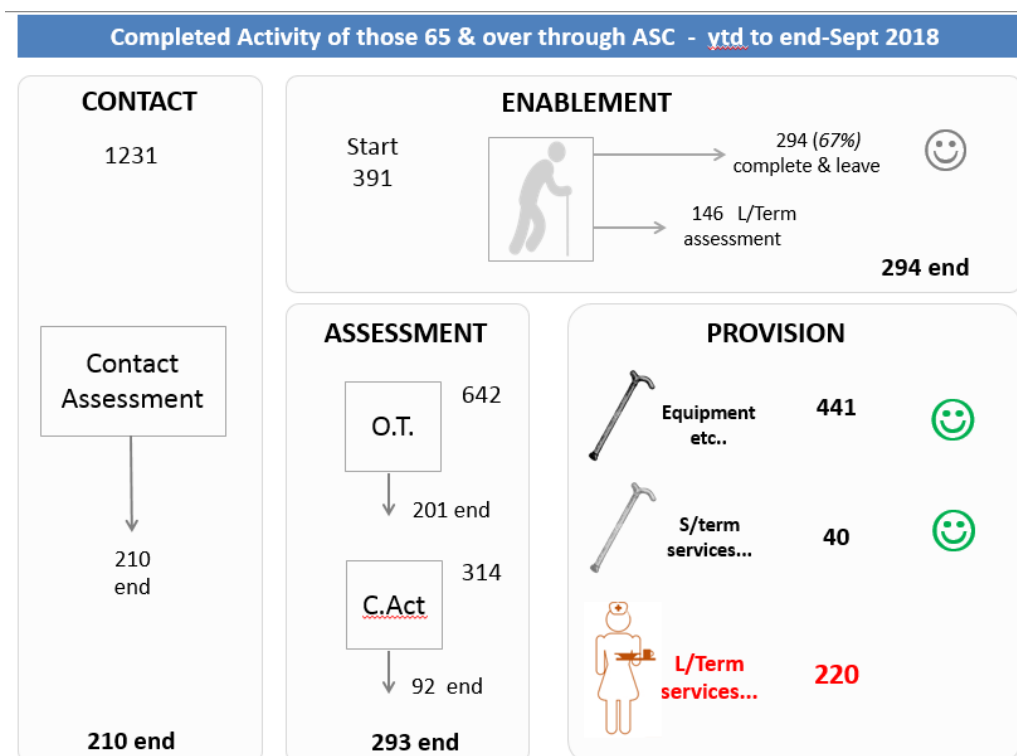 Completed Activity of those 65 & over through ASC - ytd to end-Sept 2018
CONTACT
1231
Contact
Assessment
210
end
210 end
ENABLEMENT
Start
391
294 (67%)
complete & leave
146 L/Term
assessment
294 end
ASSESSMENT
642
O.T.
201 end
314
C.Act
92 end
293 end
PROVISION
Equipment
etc..
441
S/term
services...
40
L/Term
services...
220